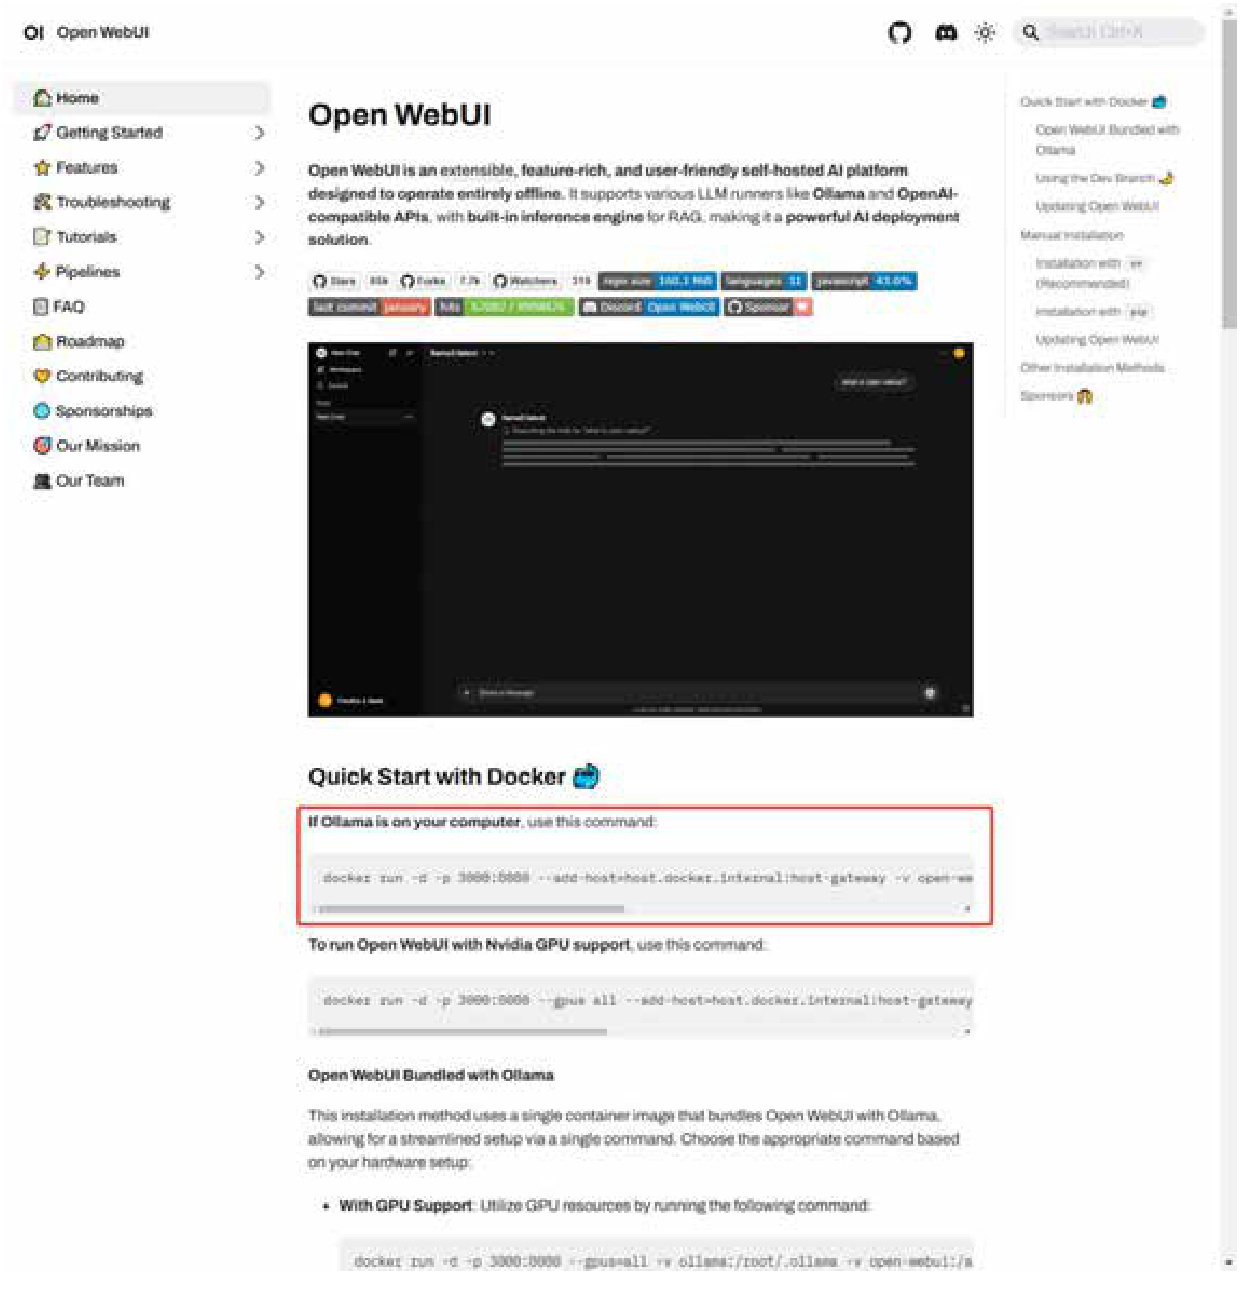 OI Open WebUI
Search Ctrl+K
Home
Getting Started
Features
Troubleshooting
Tutorials
Pipelines
FAQ
Roadmap
Contributing
Sponsorships
Our Mission
Our Team
Open WebUI
Open WebUI is an extensible, feature-rich, and user-friendly self-hosted AI platform
designed to operate entirely offline. It supports various LLM runners like Ollama and OpenAI-
compatible APIs, with built-in inference engine for RAG, making it a powerful AI deployment
solution.
Stars Forks 7.7k Watchers repo size languages javascript
last commit january hits Discord Open WebUI Sponsor
Quick Start with Docker
If Ollama is on your computer, use this command:
docker run -d -p 3000:8080 --add-host=host.docker.internal:host-gateway -v open-we
To run Open WebUI with Nvidia GPU support, use this command:
docker run -d -p 3000:8080 --gpus all --add-host=host.docker.internal:host-gateway
Open WebUI Bundled with Ollama
This installation method uses a single container image that bundles Open WebUI with Ollama,
allowing for a streamlined setup via a single command. Choose the appropriate command based
on your hardware setup:
• With GPU Support: Utilize GPU resources by running the following command:
docker run -d -p 3000:8080 --gpus=all -v ollama:/root/.ollama -v open-webui:/a
Quick Start with Docker
Open WebUI Bundled with
Ollama
Using the Dev Branch
Updating Open WebUI
Manual Installation
Installation with uv
(Recommended)
Installation with pip
Updating Open WebUI
Other Installation Methods
Sponsors